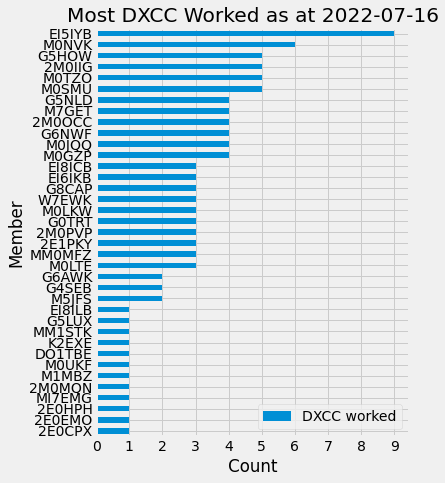 Most DXCC Worked as at 2022-07-16
Member
EI5IYB
M0NVK
G5HOW
2M0IIG
M0TZO
M0SMU
G5NLD
M7GET
2M0OCC
G6NWF
M0JQQ
M0GZP
EI8ICB
EI6IKB
G8CAP
W7EWK
M0LKW
G0TRT
2M0PVP
2E1PKY
MM0MFZ
M0LTE
G6AWK
G4SEB
M5JFS
EI8ILB
G5LUX
MM1STK
K2EXE
DO1TBE
M0UKF
M1MBZ
2M0MQN
MI7EMG
2E0HPH
2E0EMO
2E0CPX
DXCC worked
0 1 2 3 4 5 6 7 8 9
Count